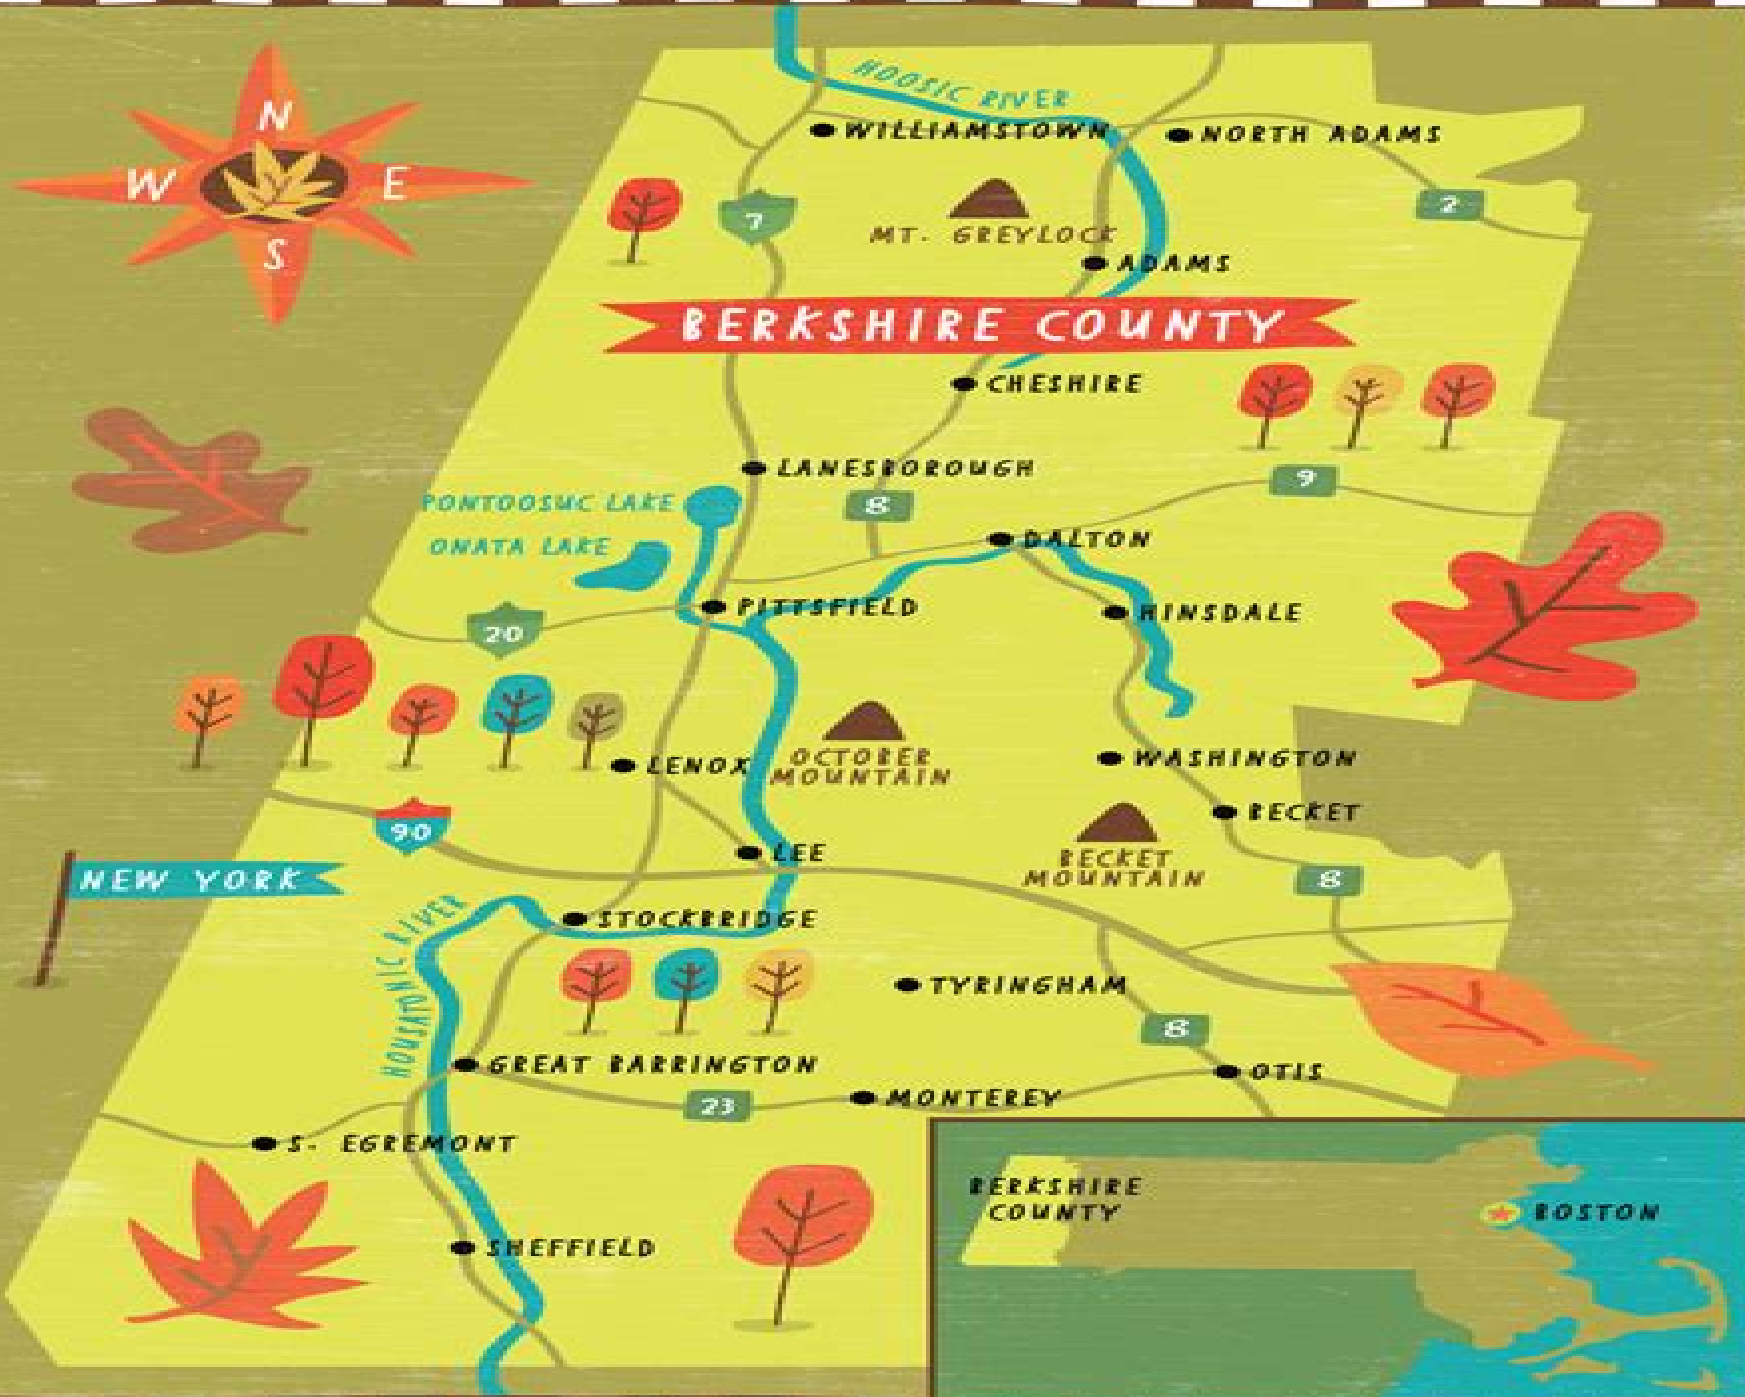 N
W
E
S
HOOSIC RIVER
WILLIAMSTOWN
NORTH ADAMS
2
7
MT. GREYLOCK
ADAMS
BERKSHIRE COUNTY
CHESHIRE
LANESBOROUGH
9
PONTOOSUC LAKE
8
ONATA LAKE
DALTON
PITTSFIELD
HINSDALE
20
OCTOBER
MOUNTAIN
LENOX
WASHINGTON
BECKET
90
LEE
BECKET
MOUNTAIN
NEW YORK
8
HOUSATONIC RIVER
STOCKBRIDGE
TYRINGHAM
8
GREAT BARRINGTON
OTIS
23
MONTEREY
S. EGREMONT
SHEFFIELD
BERKSHIRE
COUNTY
BOSTON